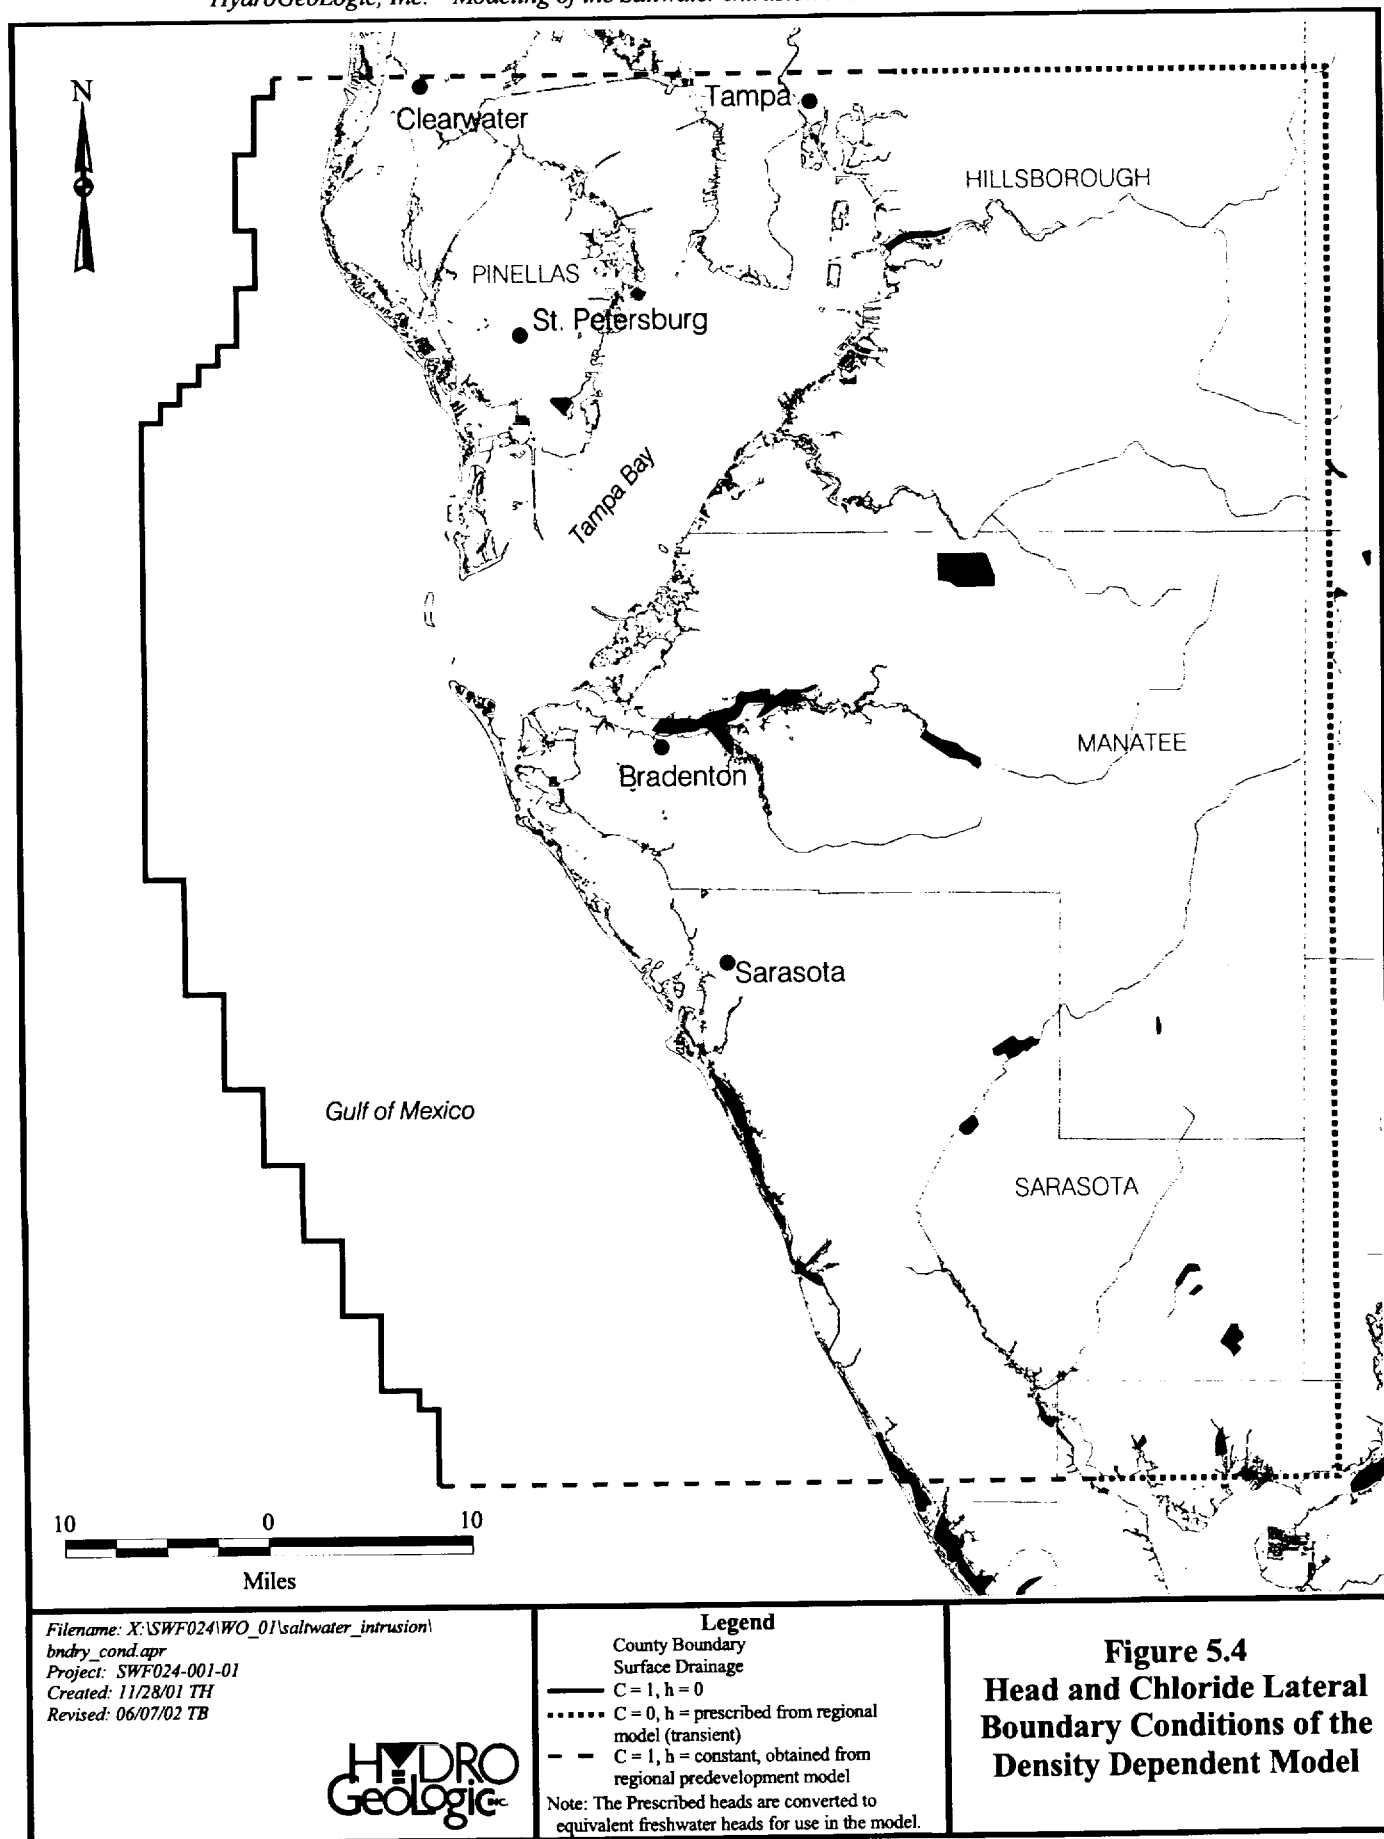 HydroGeoLogic, Inc. Modeling of the Saltwater
N
Clearwater
Tampa
HILLSBOROUGH
PINELLAS
St. Petersburg
Tampa Bay
MANATEE
Bradenton
Sarasota
Gulf of Mexico
SARASOTA
10 0 10
Miles
Filename: X:\SWF024\WO_01\saltwater_intrusion\
bndry_cond.apr
Project: SWF024-001-01
Created: 11/28/01 TH
Revised: 06/07/02 TB
HYDRO
GeoLogic INC.
Legend
County Boundary
Surface Drainage
C = 1, h = 0
C = 0, h = prescribed from regional
model (transient)
C = 1, h = constant, obtained from
regional predevelopment model
Note: The Prescribed heads are converted to
equivalent freshwater heads for use in the model.
Figure 5.4
Head and Chloride Lateral
Boundary Conditions of the
Density Dependent Model